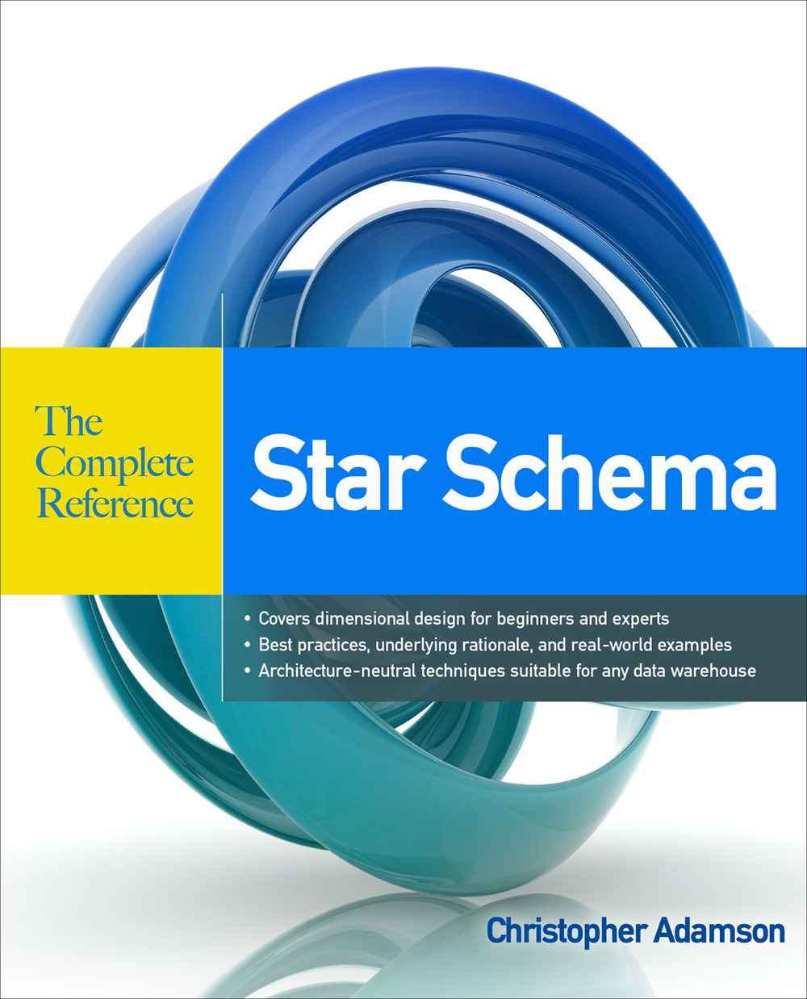 The
Complete
Reference
Star Schema
• Covers dimensional design for beginners and experts
• Best practices, underlying rationale, and real-world examples
• Architecture-neutral techniques suitable for any data warehouse
Christopher Adamson